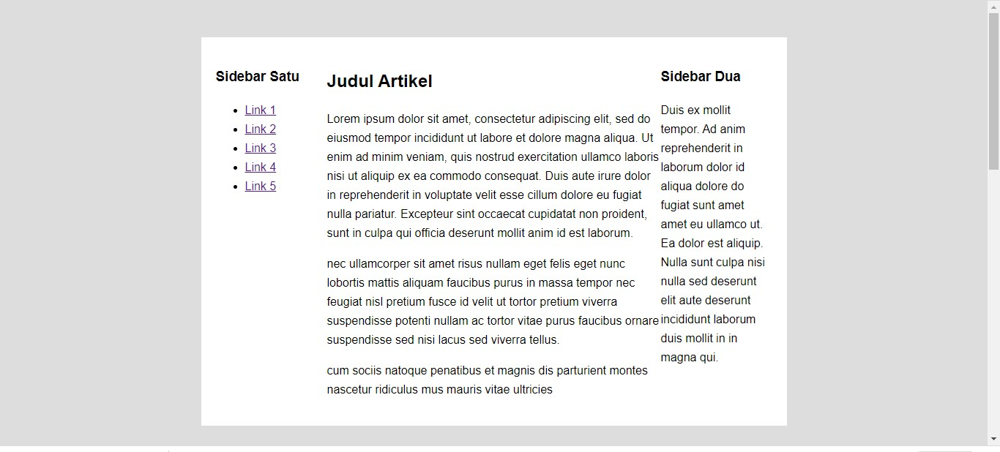 Sidebar Satu
Link 1
Link 2
Link 3
Link 4
Link 5
Judul Artikel
Lorem ipsum dolor sit amet, consectetur adipiscing elit, sed do
eiusmod tempor incididunt ut labore et dolore magna aliqua. Ut
enim ad minim veniam, quis nostrud exercitation ullamco laboris
nisi ut aliquip ex ea commodo consequat. Duis aute irure dolor
in reprehenderit in voluptate velit esse cillum dolore eu fugiat
nulla pariatur. Excepteur sint occaecat cupidatat non proident,
sunt in culpa qui officia deserunt mollit anim id est laborum.
nec ullamcorper sit amet risus nullam eget felis eget nunc
lobortis mattis aliquam faucibus purus in massa tempor nec
feugiat nisl pretium fusce id velit ut tortor pretium viverra
suspendisse potenti nullam ac tortor vitae purus faucibus ornare
suspendisse sed nisi lacus sed viverra tellus.
cum sociis natoque penatibus et magnis dis parturient montes
nascetur ridiculus mus mauris vitae ultricies
Sidebar Dua
Duis ex mollit
tempor. Ad anim
reprehenderit in
laborum dolor id
aliqua dolore do
fugiat sunt amet
amet eu ullamco ut.
Ea dolor est aliquip.
Nulla sunt culpa nisi
nulla sed deserunt
elit aute deserunt
incididunt laborum
duis mollit in in
magna qui.